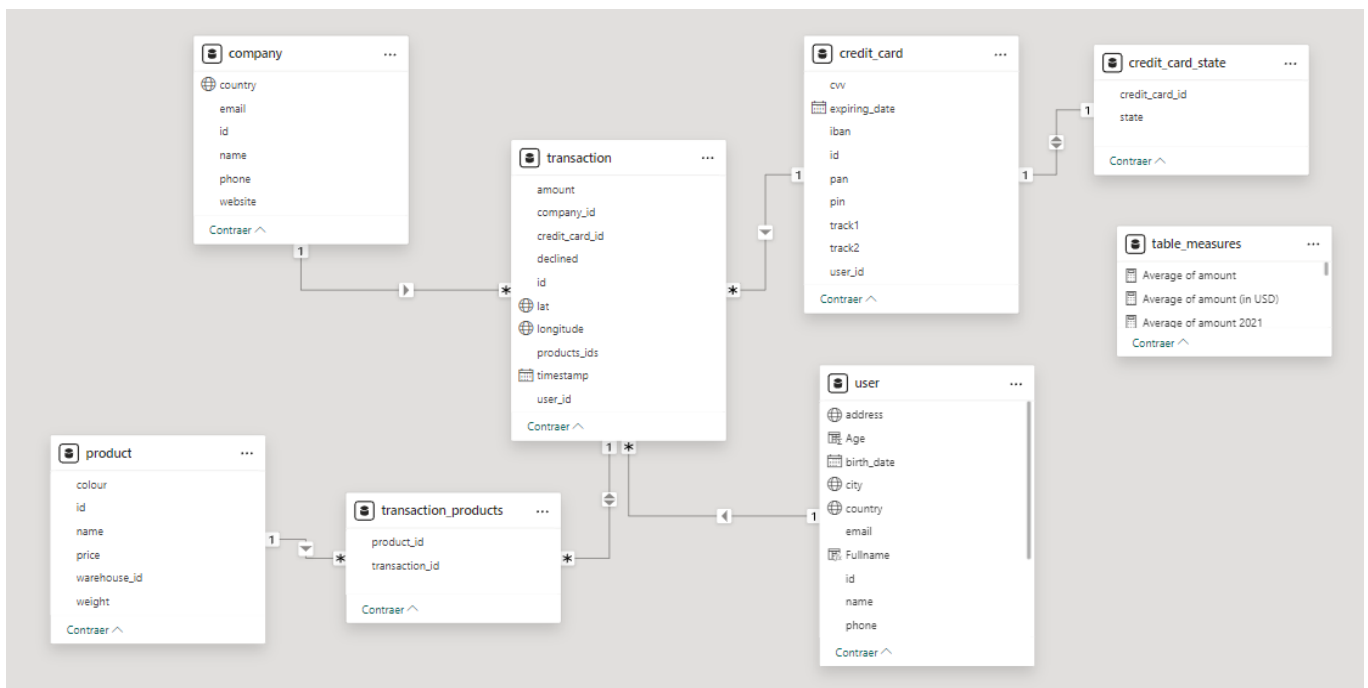 company
...
country
email
id
name
phone
website
Contraer
1
*
transaction
...
amount
company_id
credit_card_id
declined
id
lat
longitude
products_ids
timestamp
user_id
Contraer
1 *
*
credit_card
...
cvv
expiring_date
iban
id
pan
pin
track1
track2
user_id
Contraer
1
1
credit_card_state
...
credit_card_id
state
Contraer
1
table_measures
...
Average of amount
Average of amount (in USD)
Average of amount 2021
Contraer
product
...
colour
id
name
price
warehouse_id
weight
Contraer
1
*
transaction_products
...
product_id
transaction_id
Contraer
*
user
...
address
Age
birth_date
city
country
email
Fullname
id
name
phone
Contraer
1